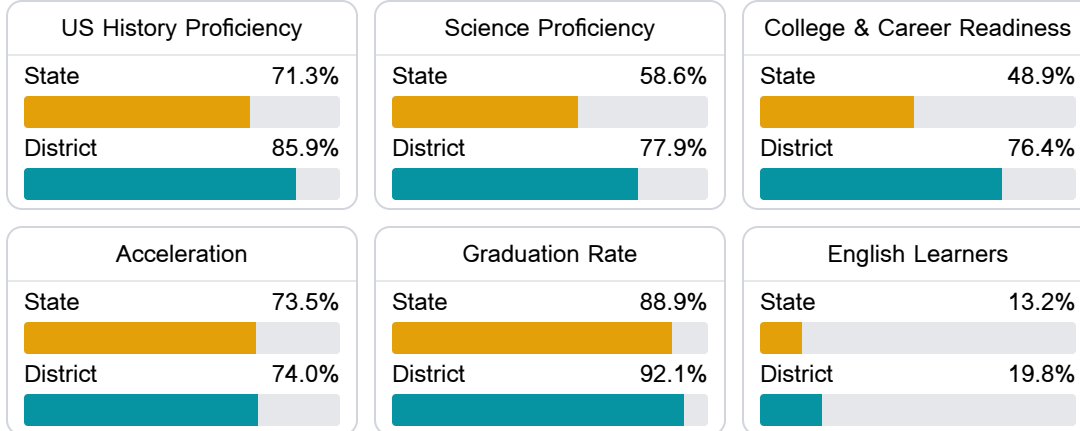 US History Proficiency
State 71.3%
District 85.9%
Science Proficiency
State 58.6%
District 77.9%
College & Career Readiness
State 48.9%
District 76.4%
Acceleration
State 73.5%
District 74.0%
Graduation Rate
State 88.9%
District 92.1%
English Learners
State 13.2%
District 19.8%